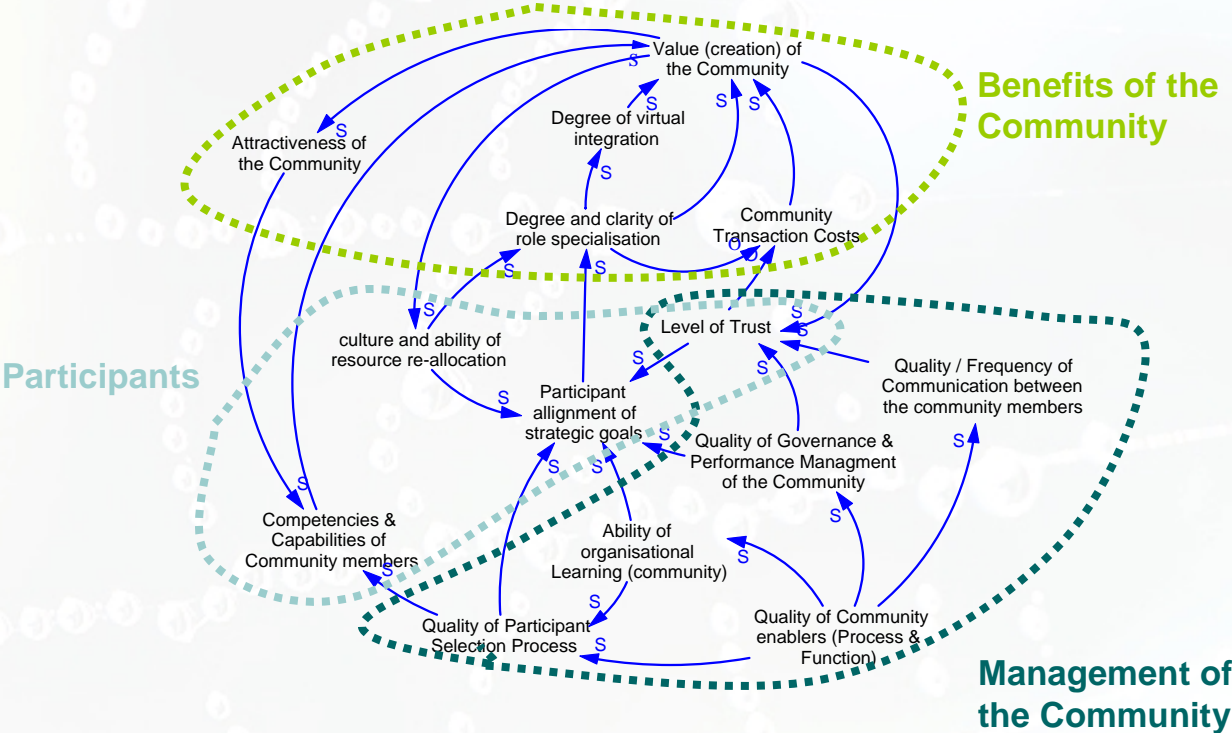 Value (creation) of
the Community
S
Benefits of the
Community
S
S
S
S
Degree of virtual
integration
Attractiveness of
the Community
S
S
Degree and clarity of
role specialisation
Community
Transaction Costs
O
O
S
S
S
S
S
Level of Trust
culture and ability of
resource re-allocation
S
Quality / Frequency of
Communication between
the community members
Participants
S
Participant
allignment of
strategic goals
S
Quality of Governance &
Performance Managment
of the Community
S
S
S
S
S
Competencies &
Capabilities of
Community members
S
Ability of
organisational
Learning (community)
S
S
S
Quality of Participant
Selection Process
S
Quality of Community
enablers (Process &
Function)
Management of
the Community